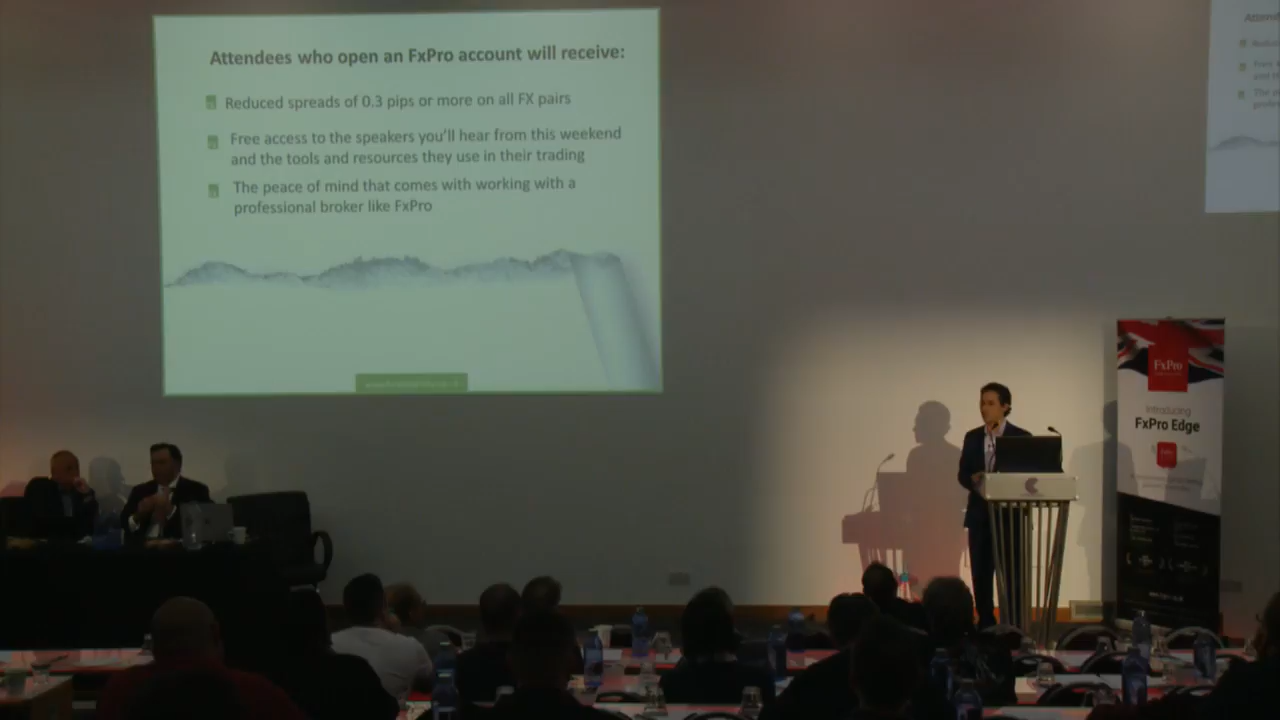 Attendees who open an FxPro account will receive:
Reduced spreads of 0.3 pips or more on all FX pairs
Free access to the speakers you'll hear from this weekend
and the tools and resources they use in their trading
The peace of mind that comes with working with a
professional broker like FxPro
FxPro
Introducing
FxPro Edge